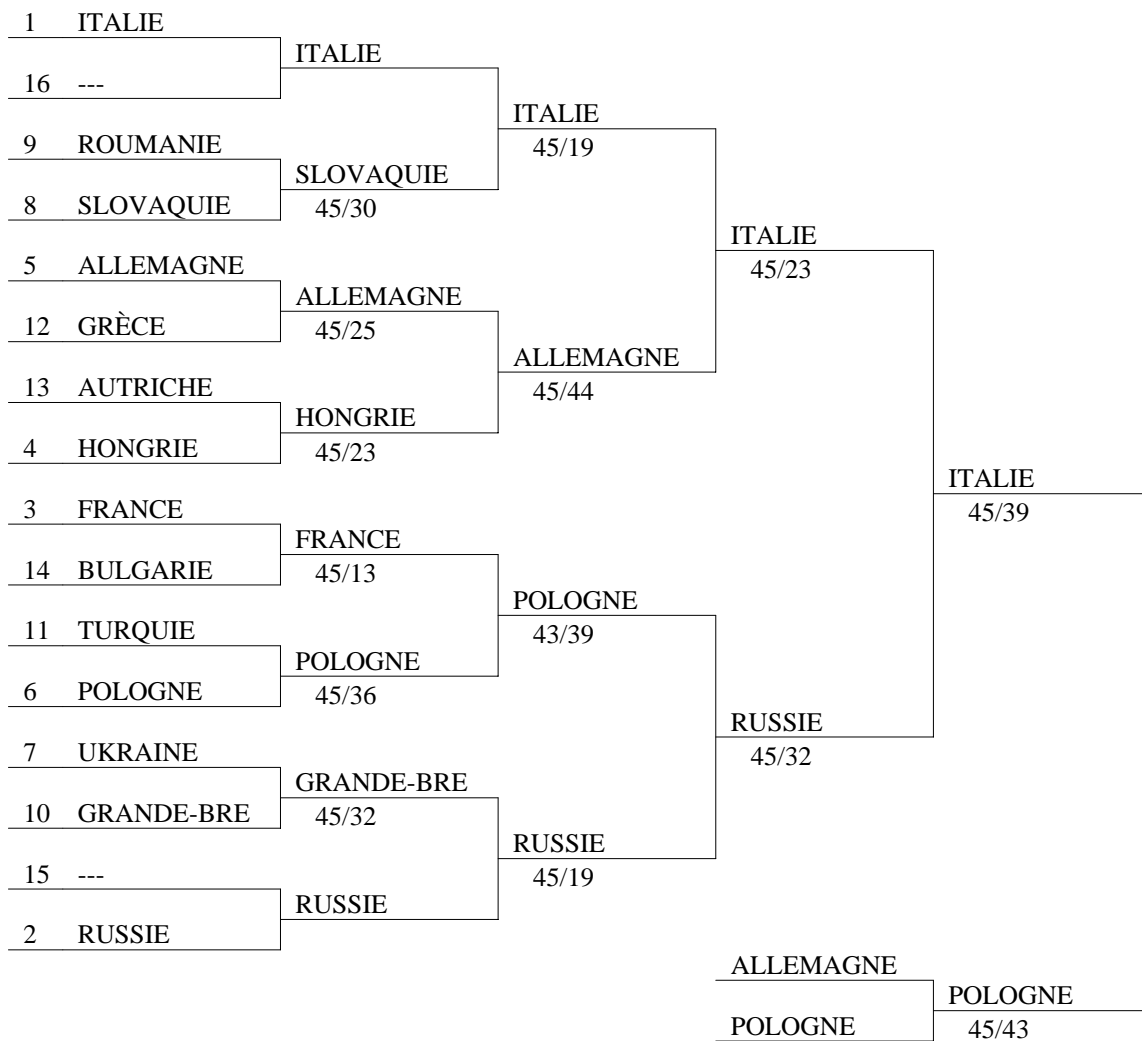 1 ITALIE
ITALIE
16 ---
ITALIE
45/19
9 ROUMANIE
SLOVAQUIE
45/30
8 SLOVAQUIE
ITALIE
45/23
5 ALLEMAGNE
ALLEMAGNE
45/25
12 GRÈCE
ALLEMAGNE
45/44
13 AUTRICHE
HONGRIE
45/23
4 HONGRIE
ITALIE
45/39
3 FRANCE
FRANCE
45/13
14 BULGARIE
POLOGNE
43/39
11 TURQUIE
POLOGNE
45/36
6 POLOGNE
RUSSIE
45/32
7 UKRAINE
GRANDE-BRE
45/32
10 GRANDE-BRE
RUSSIE
45/19
15 ---
RUSSIE
2 RUSSIE
ALLEMAGNE
POLOGNE
45/43
POLOGNE